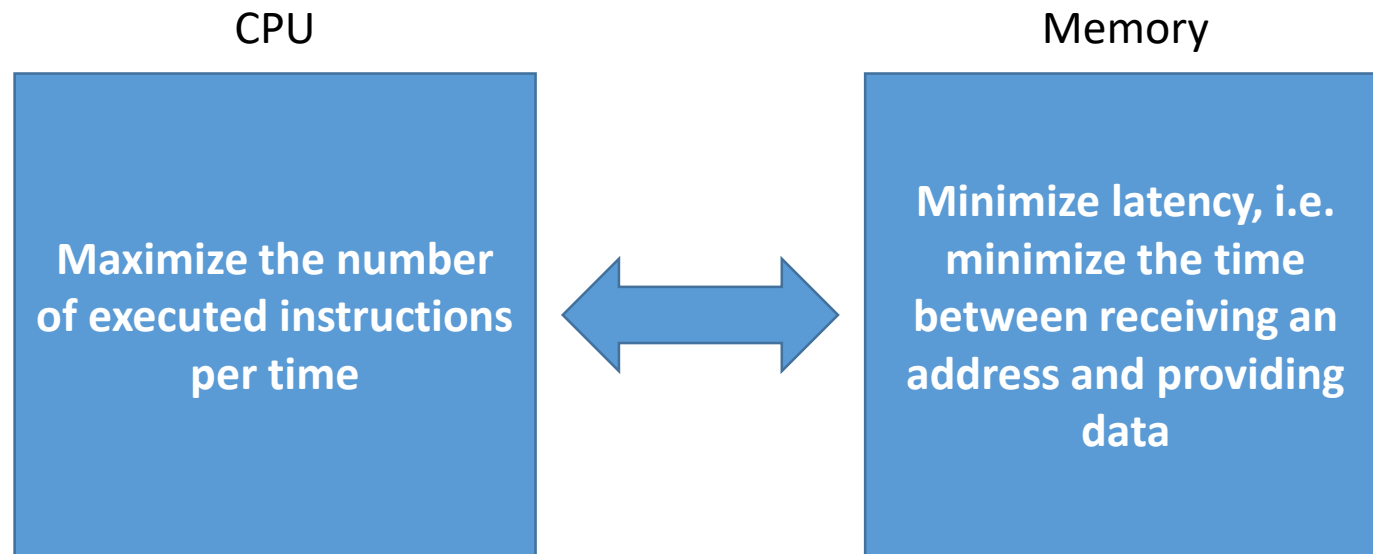 CPU
Memory
Maximize the number
of executed instructions
per time
Minimize latency, i.e.
minimize the time
between receiving an
address and providing
data